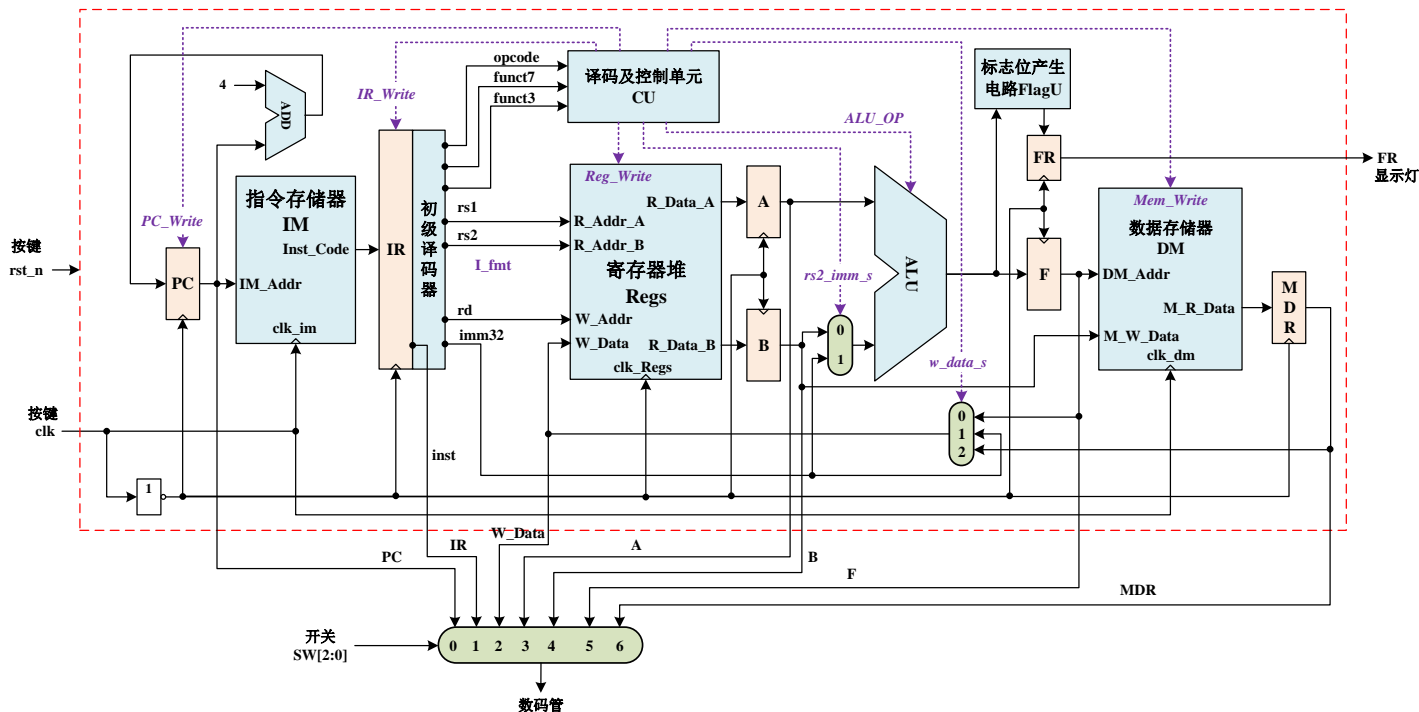 4
ADD
PC_Write
IR_Write
opcode
funct7
funct3
译码及控制单元
CU
ALU_OP
标志位产生
电路FlagU
FR
FR
显示灯
指令存储器
IM
Inst_Code
IM_Addr
clk_im
按键
rst_n
PC
IR
初级译码器
rs1
rs2
I_fmt
rd
imm32
Reg_Write
R_Data_A
R_Addr_A
R_Addr_B
寄存器堆
Regs
W_Addr
W_Data
R_Data_B
clk_Regs
A
B
rs2_imm_s
0
1
ALU
F
Mem_Write
数据存储器
DM
DM_Addr
M_R_Data
M_W_Data
clk_dm
MDR
w_data_s
0
1
2
按键
clk
1
inst
PC
IR
W_Data
A
B
F
MDR
开关
SW[2:0]
0 1 2 3 4 5 6
数码管